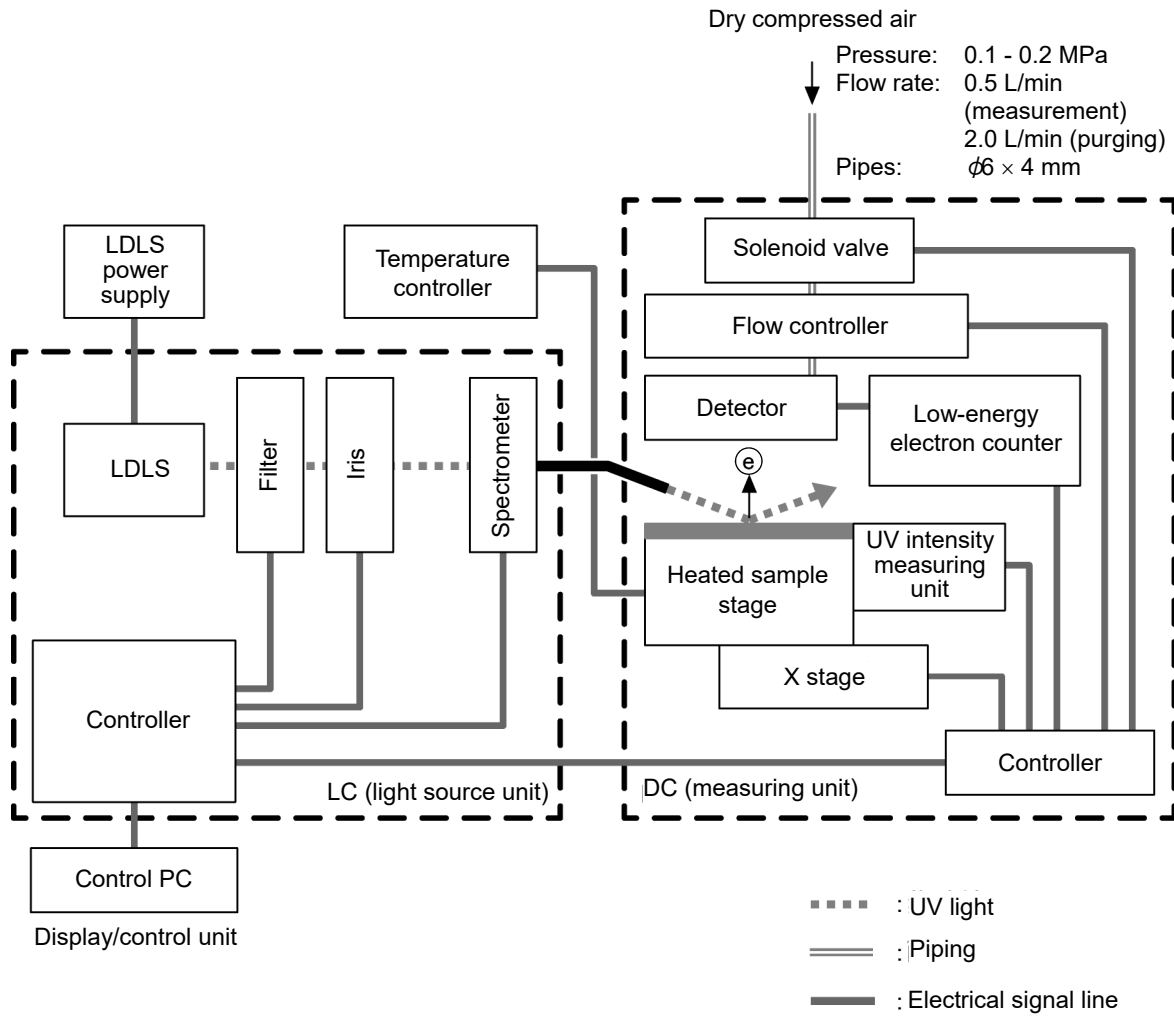 Dry compressed air
Pressure: 0.1 - 0.2 MPa
Flow rate: 0.5 L/min
(measurement)
2.0 L/min (purging)
Pipes: ϕ6 × 4 mm
LDLS
power
supply
Temperature
controller
Solenoid valve
Flow controller
Detector
Low-energy
electron counter
LDLS
Filter
Iris
Spectrometer
e
Heated sample
stage
UV intensity
measuring
unit
X stage
Controller
Controller
LC (light source unit)
DC (measuring unit)
Control PC
Display/control unit
: UV light
: Piping
: Electrical signal line